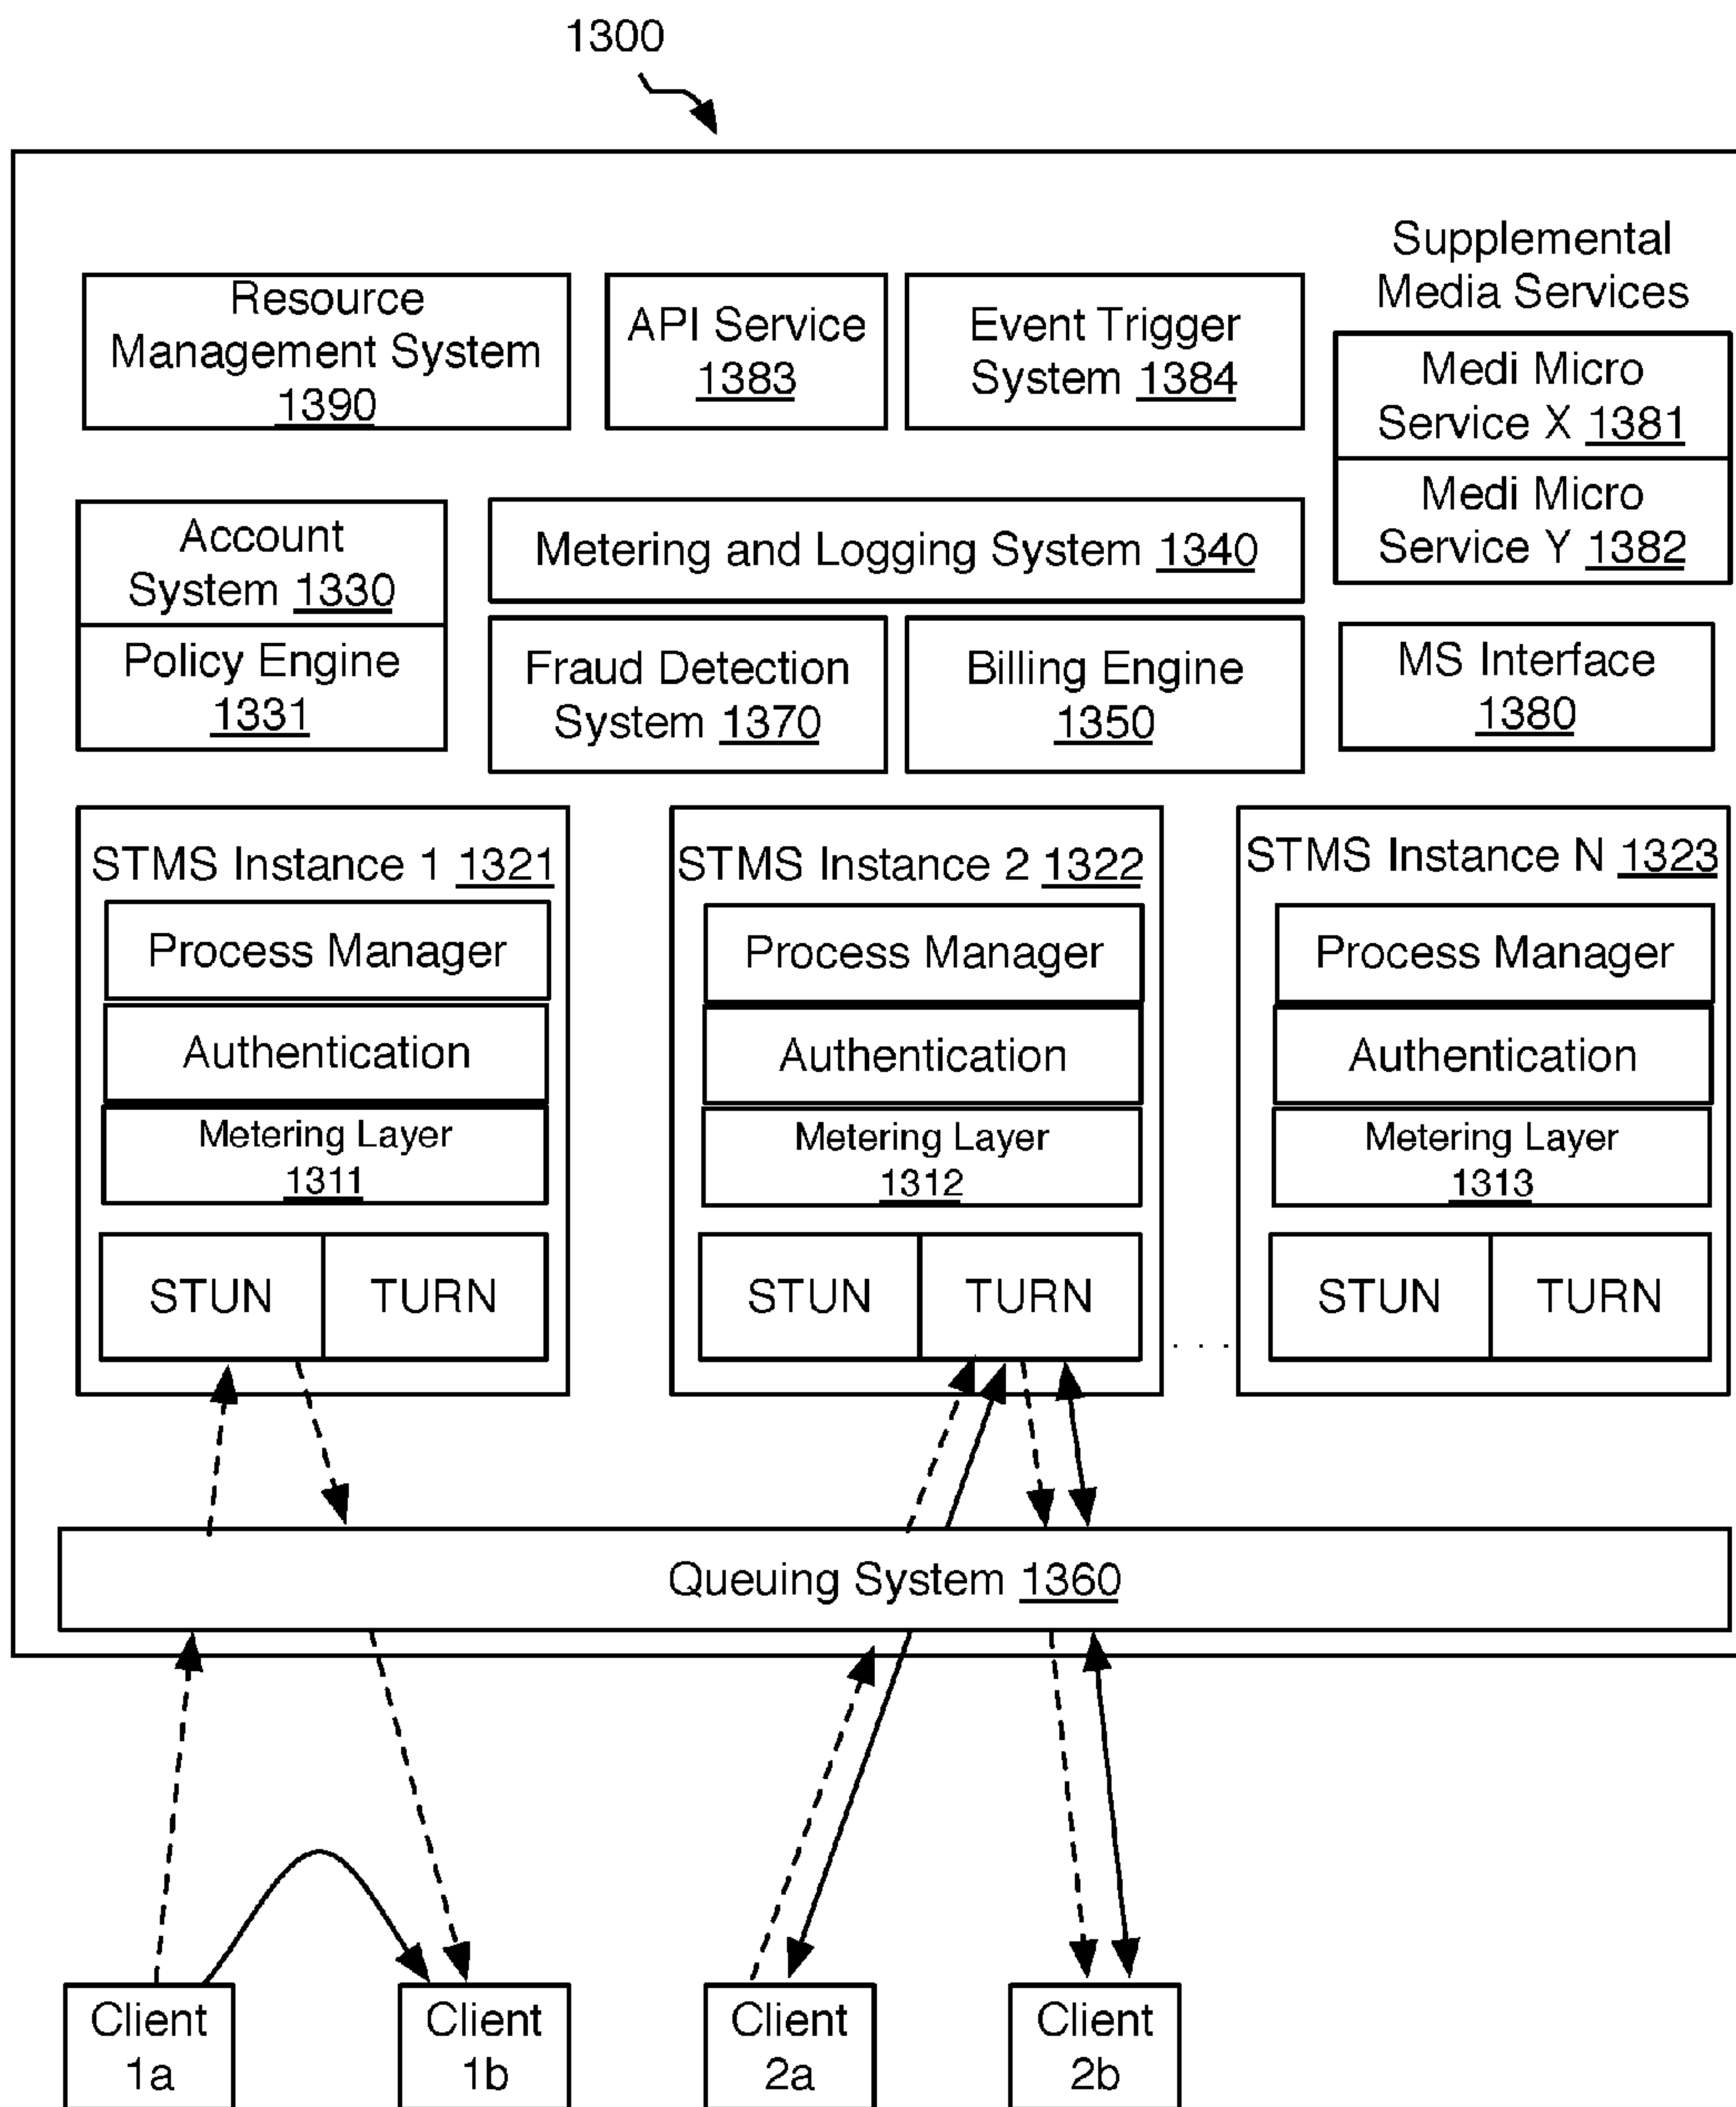 1300
Supplemental
Media Services
Resource
Management System
1390
API Service
1383
Event Trigger
System 1384
Medi Micro
Service X 1381
Medi Micro
Service Y 1382
Account
System 1330
Policy Engine
1331
Metering and Logging System 1340
Fraud Detection
System 1370
Billing Engine
1350
MS Interface
1380
STMS Instance 1 1321
Process Manager
Authentication
Metering Layer
1311
STUN
TURN
STMS Instance 2 1322
Process Manager
Authentication
Metering Layer
1312
STUN
TURN
. . .
STMS Instance N 1323
Process Manager
Authentication
Metering Layer
1313
STUN
TURN
Queuing System 1360
Client
1a
Client
1b
Client
2a
Client
2b